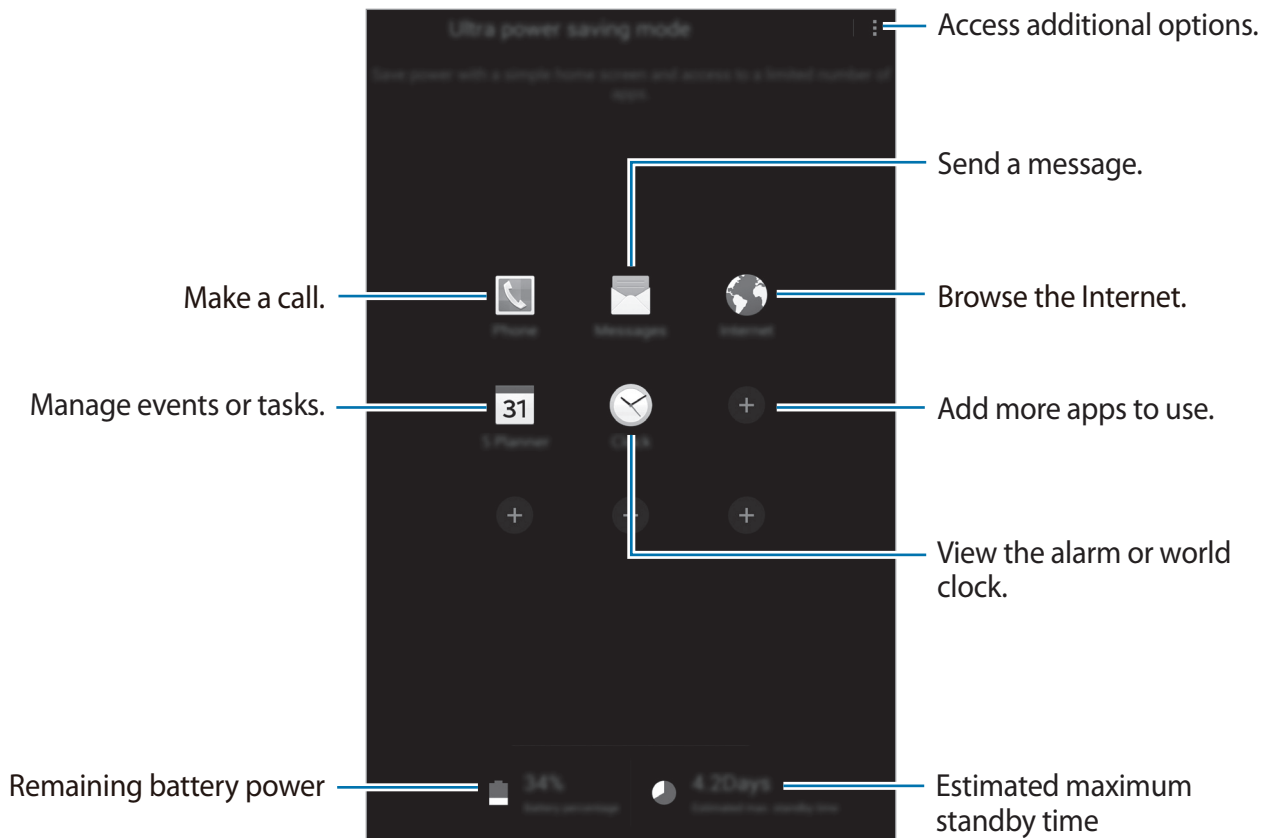 Ultra power saving mode
Access additional options.
Save power with a simple home screen and access to a limited number of
apps.
Send a message.
Make a call.
Browse the Internet.
Phone
Messages
Internet
Manage events or tasks.
31
Add more apps to use.
S Planner
Clock
View the alarm or world
clock.
Remaining battery power
34%
Battery percentage
4.2Days
Estimated max. standby time
Estimated maximum
standby time